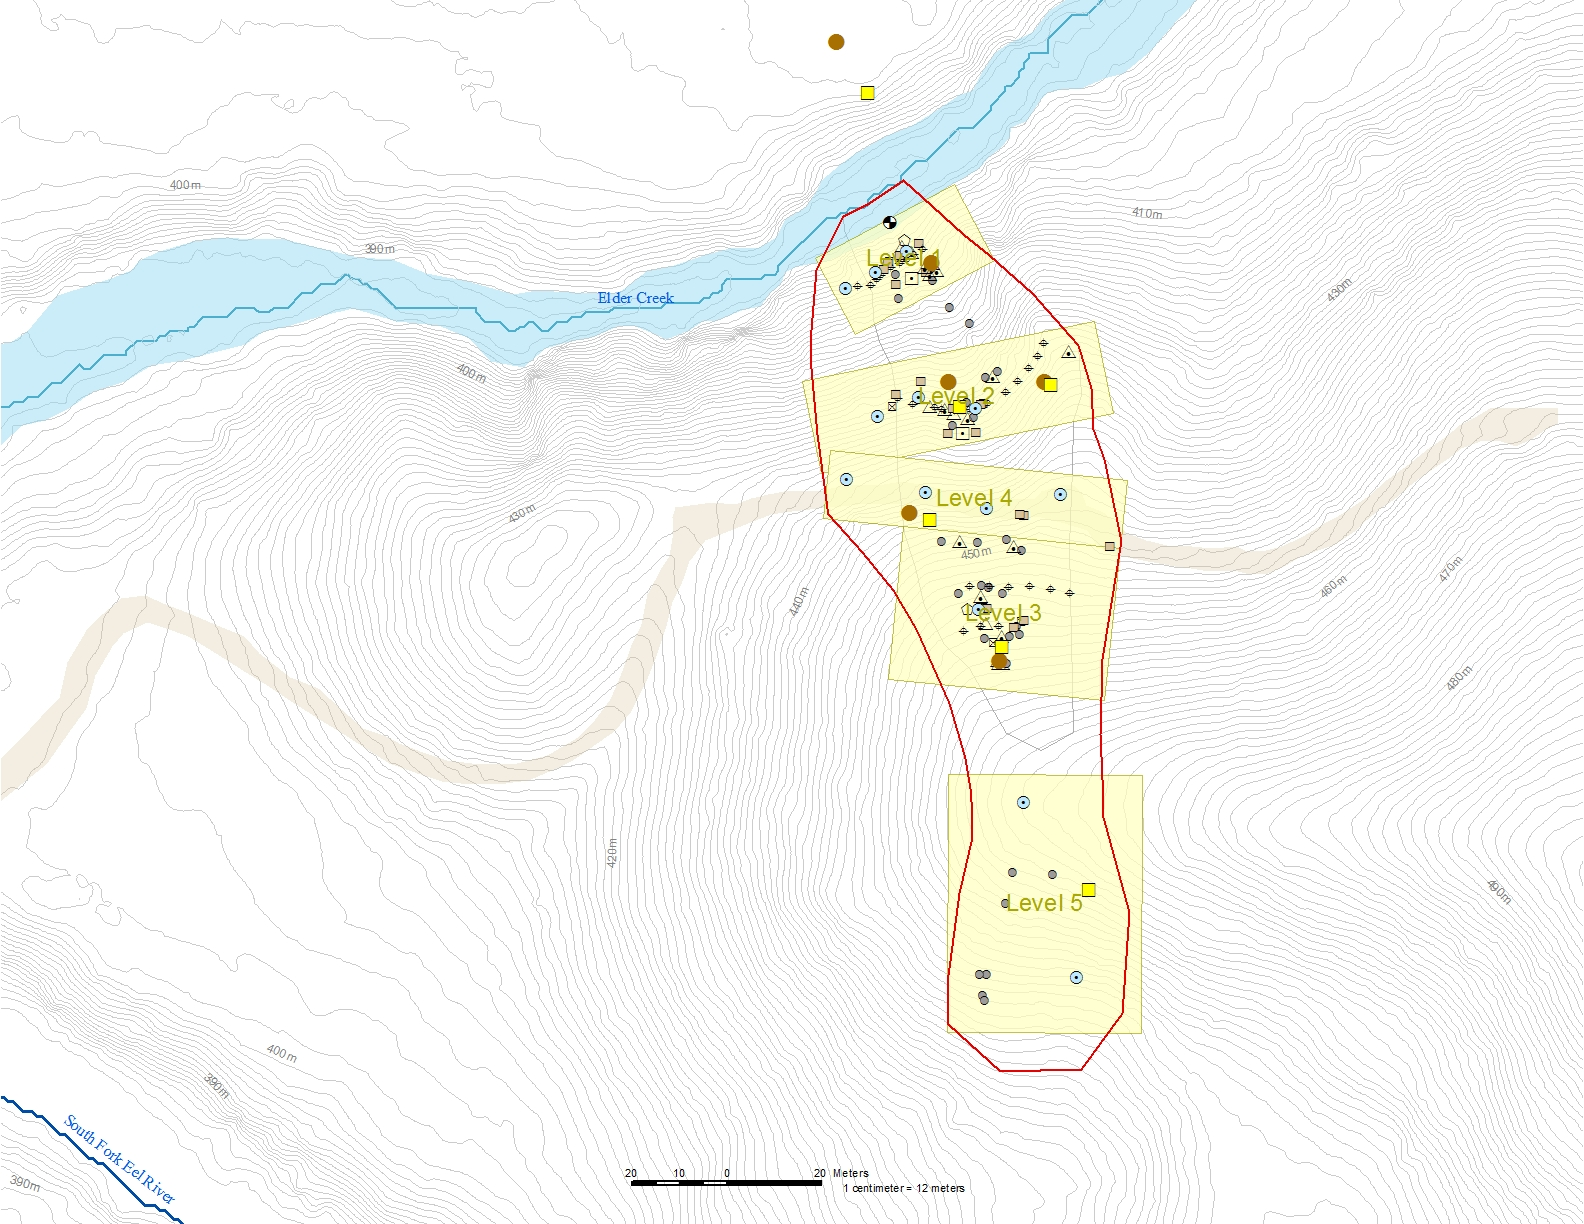 400m
410m
390m
Level 1
430m
Elder Creek
400m
Level 2
Level 4
430m
450m
440m
460m
470m
Level 3
480m
420m
490m
Level 5
400m
390m
South Fork Eel River
390m
20 10 0 20 Meters
1 centimeter = 12 meters